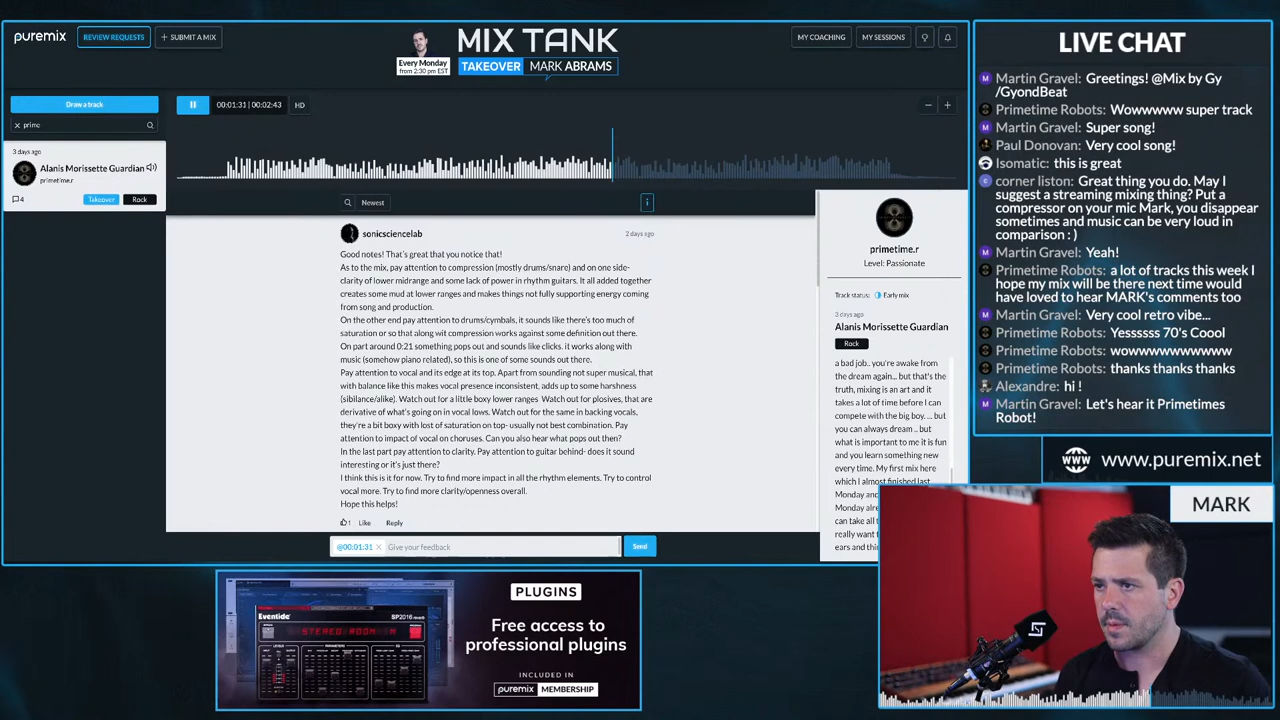 puremix
REVIEW REQUESTS
+ SUBMIT A MIX
Every Monday
from 2:30 pm EST
MIX TANK
TAKEOVER MARK ABRAMS
MY COACHING
MY SESSIONS
Draw a track
× prime
3 days ago
Alanis Morissette Guardian
primetime.r
4
Takeover
Rock
00:01:31 | 00:02:43
HD
− +
Newest
i
sonicsciencelab
2 days ago
Good notes! That's great that you notice that!
As to the mix, pay attention to compression (mostly drums/snare) and on one side-
clarity of lower midrange and some lack of power in rhythm guitars. It all added together
creates some mud at lower ranges and makes things not fully supporting energy coming
from song and production.
On the other end pay attention to drums/cymbals, it sounds like there's too much of
saturation or so that along wit compression works against some definition out there.
On part around 0:21 something pops out and sounds like clicks. it works along with
music (somehow piano related), so this is one of some sounds out there.
Pay attention to vocal and its edge at its top. Apart from sounding not super musical, that
with balance like this makes vocal presence inconsistent, adds up to some harshness
(sibilance/alike). Watch out for a little boxy lower ranges Watch out for plosives, that are
derivative of what's going on in vocal lows. Watch out for the same in backing vocals,
they're a bit boxy with lost of saturation on top- usually not best combination. Pay
attention to impact of vocal on choruses. Can you also hear what pops out then?
In the last part pay attention to clarity. Pay attention to guitar behind- does it sound
interesting or it's just there?
I think this is it for now. Try to find more impact in all the rhythm elements. Try to control
vocal more. Try to find more clarity/openness overall.
Hope this helps!
1 Like Reply
@00:01:31 × Give your feedback
Send
primetime.r
Level: Passionate
Track status: Early mix
3 days ago
Alanis Morissette Guardian
Rock
a bad job.. you're awake from
the dream again... but that's the
truth, mixing is an art and it
takes a lot of time before I can
compete with the big boy. ... but
you can always dream .. but
what is important to me it is fun
and you learn something new
every time. My first mix here
which I almost finished last
Monday an
Monday alr
can take all t
really want
ears and thi
LIVE CHAT
Martin Gravel: Greetings! @Mix by Gy
/GyondBeat
Primetime Robots: Wowwwww super track
Martin Gravel: Super song!
Paul Donovan: Very cool song!
Isomatic: this is great
corner liston: Great thing you do. May I
suggest a streaming mixing thing? Put a
compressor on your mic Mark, you disappear
sometimes and music can be very loud in
comparison : )
Martin Gravel: Yeah!
Primetime Robots: a lot of tracks this week I
hope my mix will be there next time would
have loved to hear MARK's comments too
Martin Gravel: Very cool retro vibe...
Primetime Robots: Yessssss 70's Coool
Primetime Robots: wowwwwwwwwww
Primetime Robots: thanks thanks thanks
Alexandre: hi !
Martin Gravel: Let's hear it Primetimes
Robot!
www www.puremix.net
MARK
Eventide
SP2016 reverb
STEREO ROOM M
PLUGINS
Free access to
professional plugins
INCLUDED IN
puremix MEMBERSHIP